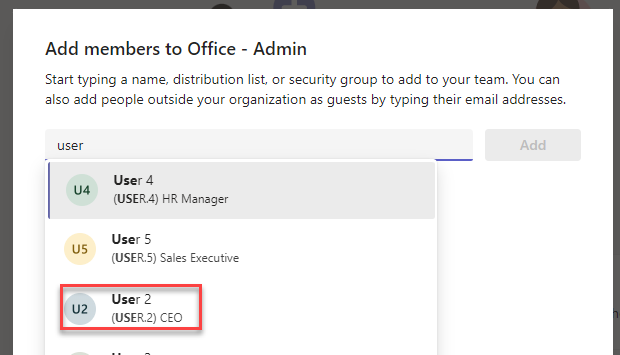 Add members to Office - Admin
Start typing a name, distribution list, or security group to add to your team. You can
also add people outside your organization as guests by typing their email addresses.
user
Add
U4
User 4
(USER.4) HR Manager
U5
User 5
(USER.5) Sales Executive
U2
User 2
(USER.2) CEO